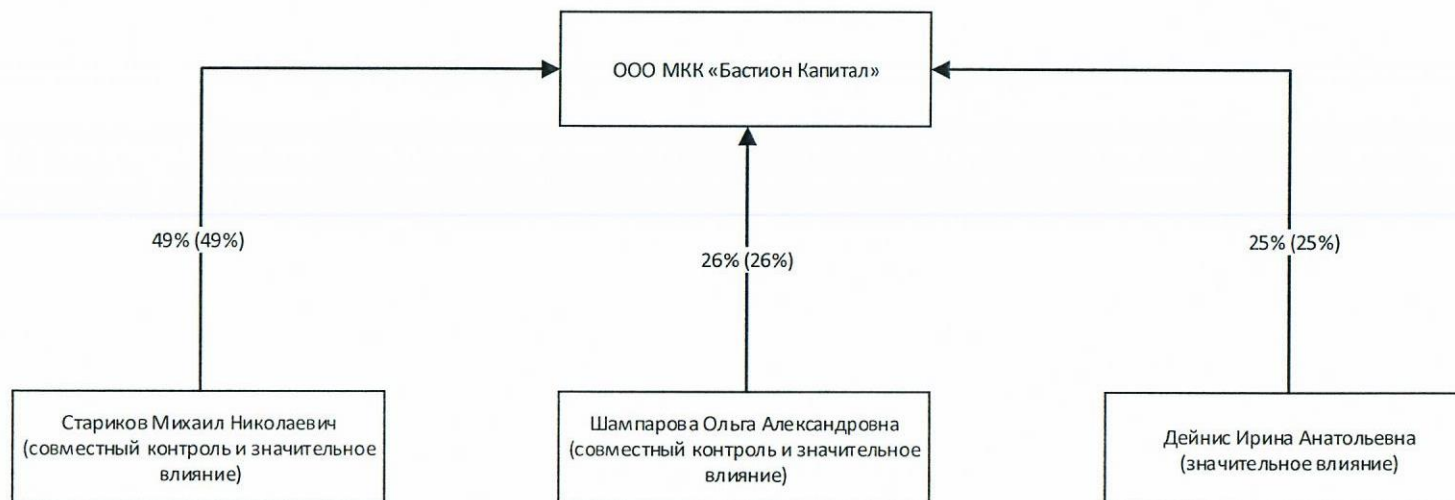 ООО МКК «Бастион Капитал»
49% (49%)
26% (26%)
25% (25%)
Стариков Михаил Николаевич
(совместный контроль и значительное
влияние)
Шампарова Ольга Александровна
(совместный контроль и значительное
влияние)
Дейнис Ирина Анатольевна
(значительное влияние)